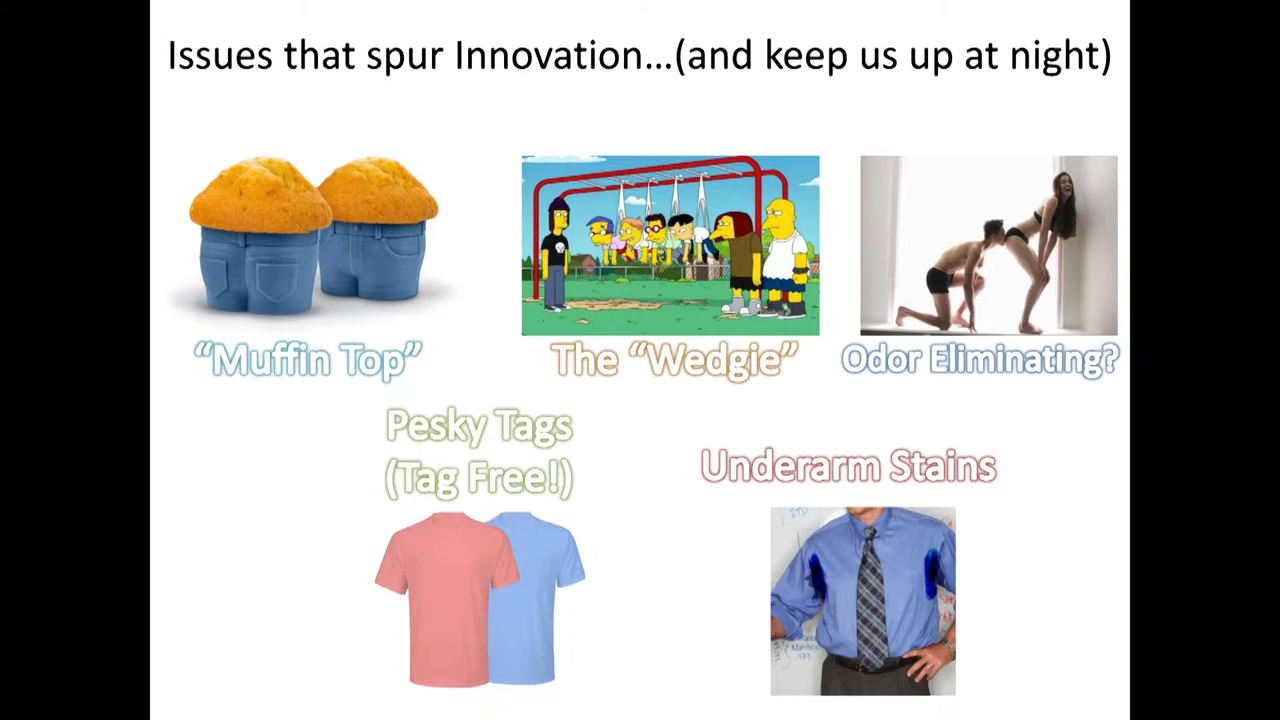 Issues that spur Innovation...(and keep us up at night)
“Muffin Top”
The “Wedgie”
Odor Eliminating?
Pesky Tags
(Tag Free!)
Underarm Stains